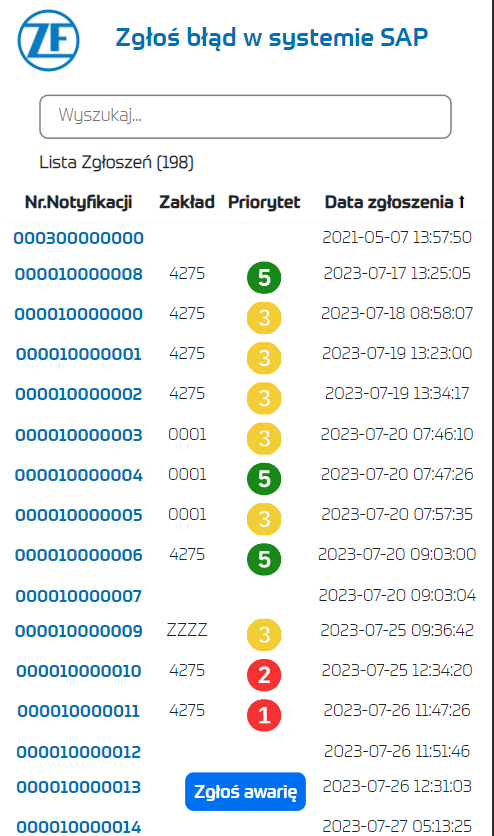 ZF
Zgłoś błąd w systemie SAP
Wyszukaj...
Lista Zgłoszeń (198)
Nr.Notyfikacji Zakład Priorytet Data zgłoszenia ↑
000300000000 2021-05-07 13:57:50
000010000008 4275 5 2023-07-17 13:25:05
000010000000 4275 3 2023-07-18 08:58:07
000010000001 4275 3 2023-07-19 13:23:00
000010000002 4275 3 2023-07-19 13:34:17
000010000003 0001 3 2023-07-20 07:46:10
000010000004 0001 5 2023-07-20 07:47:26
000010000005 0001 3 2023-07-20 07:57:35
000010000006 4275 5 2023-07-20 09:03:00
000010000007 2023-07-20 09:03:04
000010000009 ZZZZ 3 2023-07-25 09:36:42
000010000010 4275 2 2023-07-25 12:34:20
000010000011 4275 1 2023-07-26 11:47:26
000010000012 2023-07-26 11:51:46
000010000013 Zgłoś awarię 2023-07-26 12:31:03
000010000014 2023-07-27 05:13:25